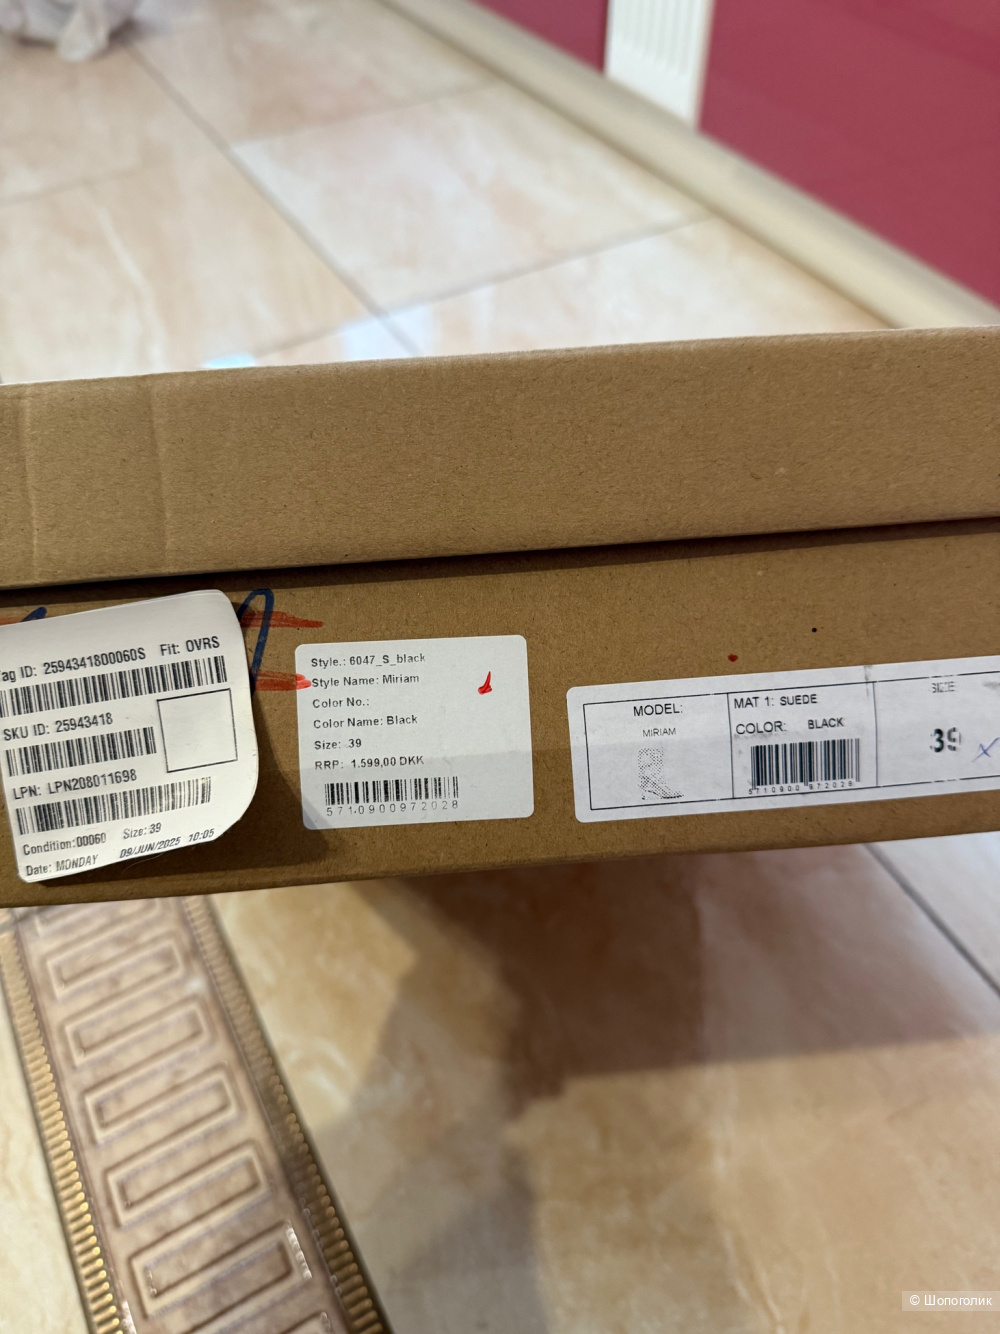 Tag ID: 2594341800060S Fit: OVRS
SKU ID: 25943418
LPN: LPN208011698
Condition:00060 Size: 39
Date: MONDAY 09/JUN/2025 10:05
Style.: 6047_S_black
Style Name: Miriam
Color No.:
Color Name: Black
Size: 39
RRP: 1.599,00 DKK
5710900972028
MODEL:
MIRIAM
MAT 1: SUEDE
COLOR: BLACK
5710900 972028
SIZE
39
© Шопоголик